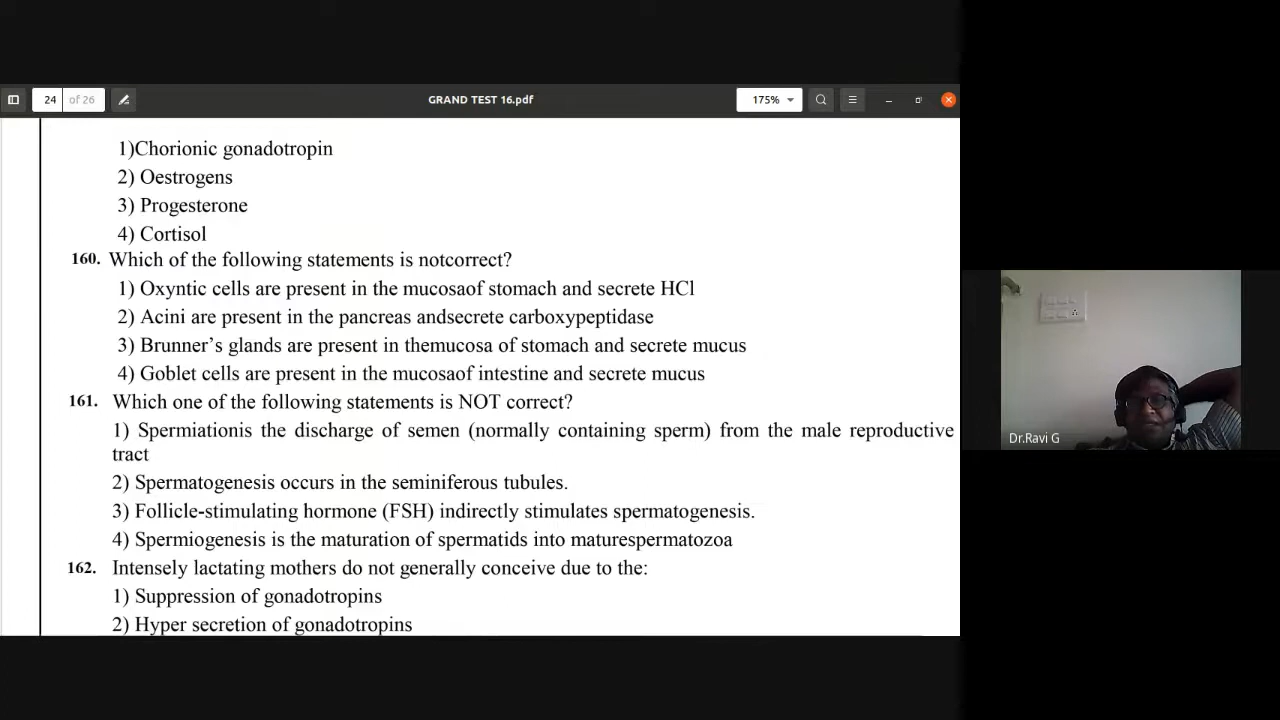 24 of 26
GRAND TEST 16.pdf
175%
1)Chorionic gonadotropin
2) Oestrogens
3) Progesterone
4) Cortisol
160. Which of the following statements is notcorrect?
1) Oxyntic cells are present in the mucosaof stomach and secrete HCl
2) Acini are present in the pancreas andsecrete carboxypeptidase
3) Brunner's glands are present in themucosa of stomach and secrete mucus
4) Goblet cells are present in the mucosaof intestine and secrete mucus
161. Which one of the following statements is NOT correct?
1) Spermiationis the discharge of semen (normally containing sperm) from the male reproductive
tract
2) Spermatogenesis occurs in the seminiferous tubules.
3) Follicle-stimulating hormone (FSH) indirectly stimulates spermatogenesis.
4) Spermiogenesis is the maturation of spermatids into maturespermatozoa
162. Intensely lactating mothers do not generally conceive due to the:
1) Suppression of gonadotropins
2) Hyper secretion of gonadotropins
Dr.Ravi G